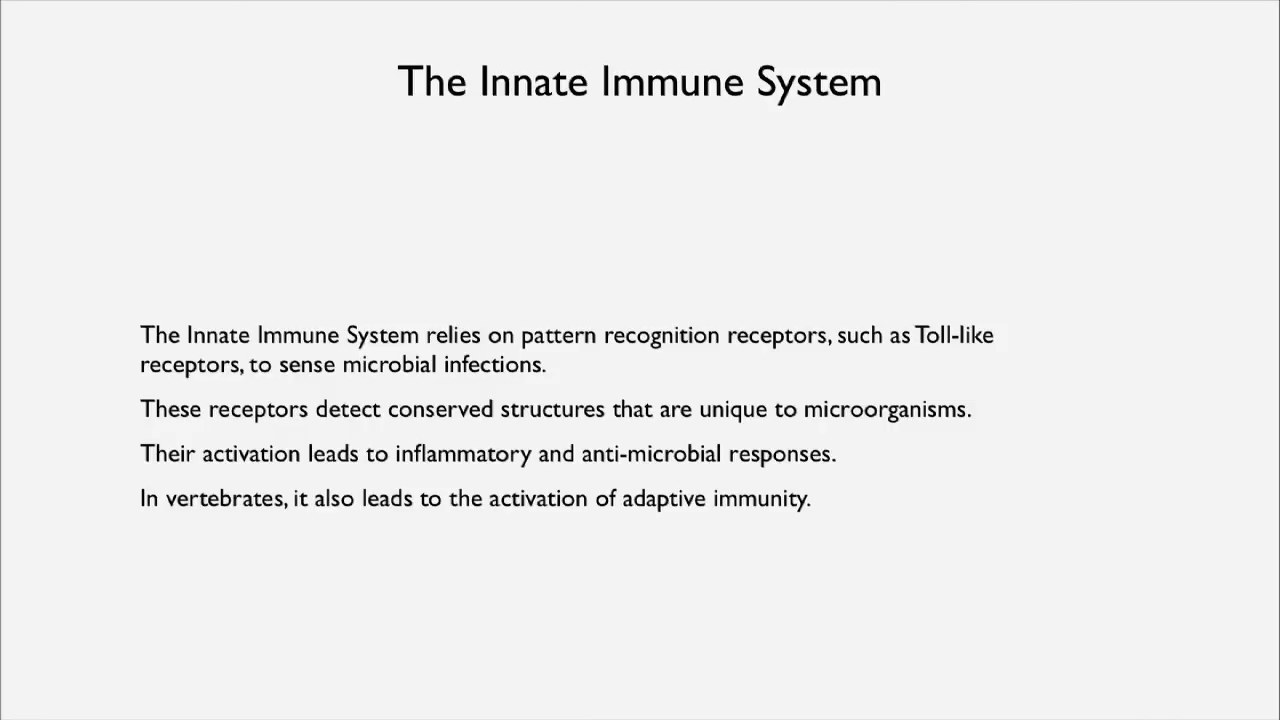 The Innate Immune System
The Innate Immune System relies on pattern recognition receptors, such as Toll-like
receptors, to sense microbial infections.
These receptors detect conserved structures that are unique to microorganisms.
Their activation leads to inflammatory and anti-microbial responses.
In vertebrates, it also leads to the activation of adaptive immunity.